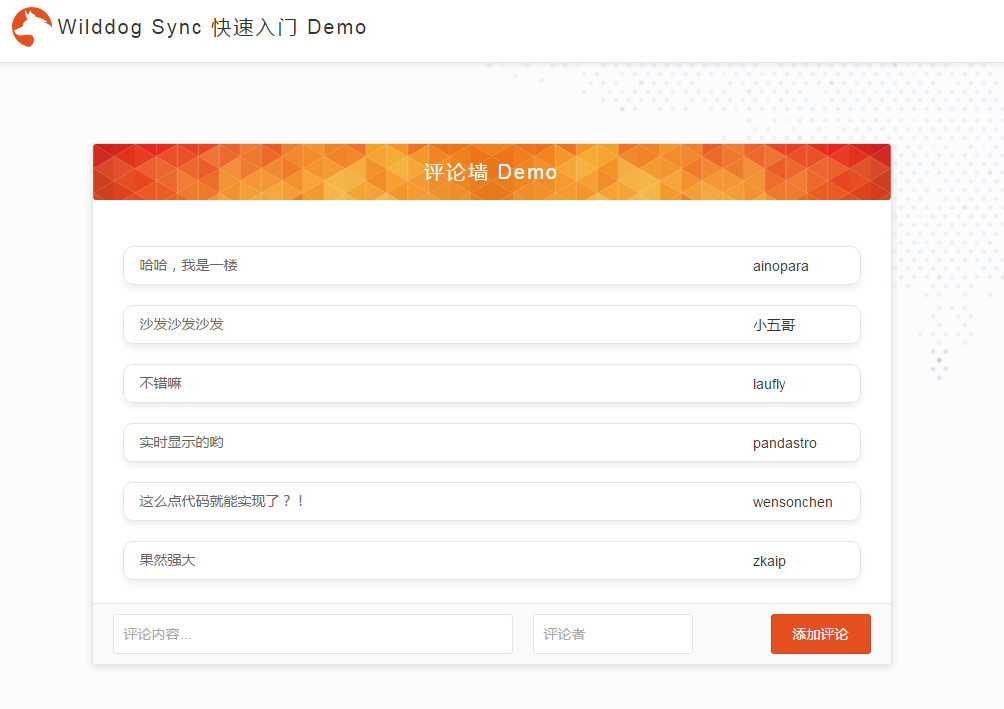 Wilddog Sync 快速入门 Demo
评论墙 Demo
哈哈，我是一楼 ainopara
沙发沙发沙发 小五哥
不错嘛 laufly
实时显示的哟 pandastro
这么点代码就能实现了？！ wensonchen
果然强大 zkaip
评论内容... 评论者 添加评论